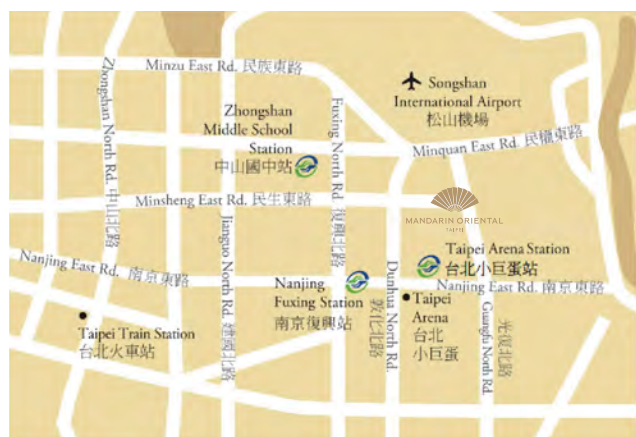 Minzu East Rd. 民族東路
Zhongshan North Rd. 中山北路
Zhongshan
Middle School
Station
中山國中站
Fuxing North Rd. 復興北路
Songshan
International Airport
松山機場
Minquan East Rd. 民權東路
Minsheng East Rd. 民生東路
Jianguo North Rd. 建國北路
MANDARIN ORIENTAL
TAIPEI
Nanjing East Rd. 南京東路
Taipei Arena Station
台北小巨蛋站
Nanjing
Fuxing Station
南京復興站
Dunhua North Rd. 敦化北路
Nanjing East Rd. 南京東路
Taipei
Arena
台北
小巨蛋
Guangfu North Rd.
光復北路
Taipei Train Station
台北火車站